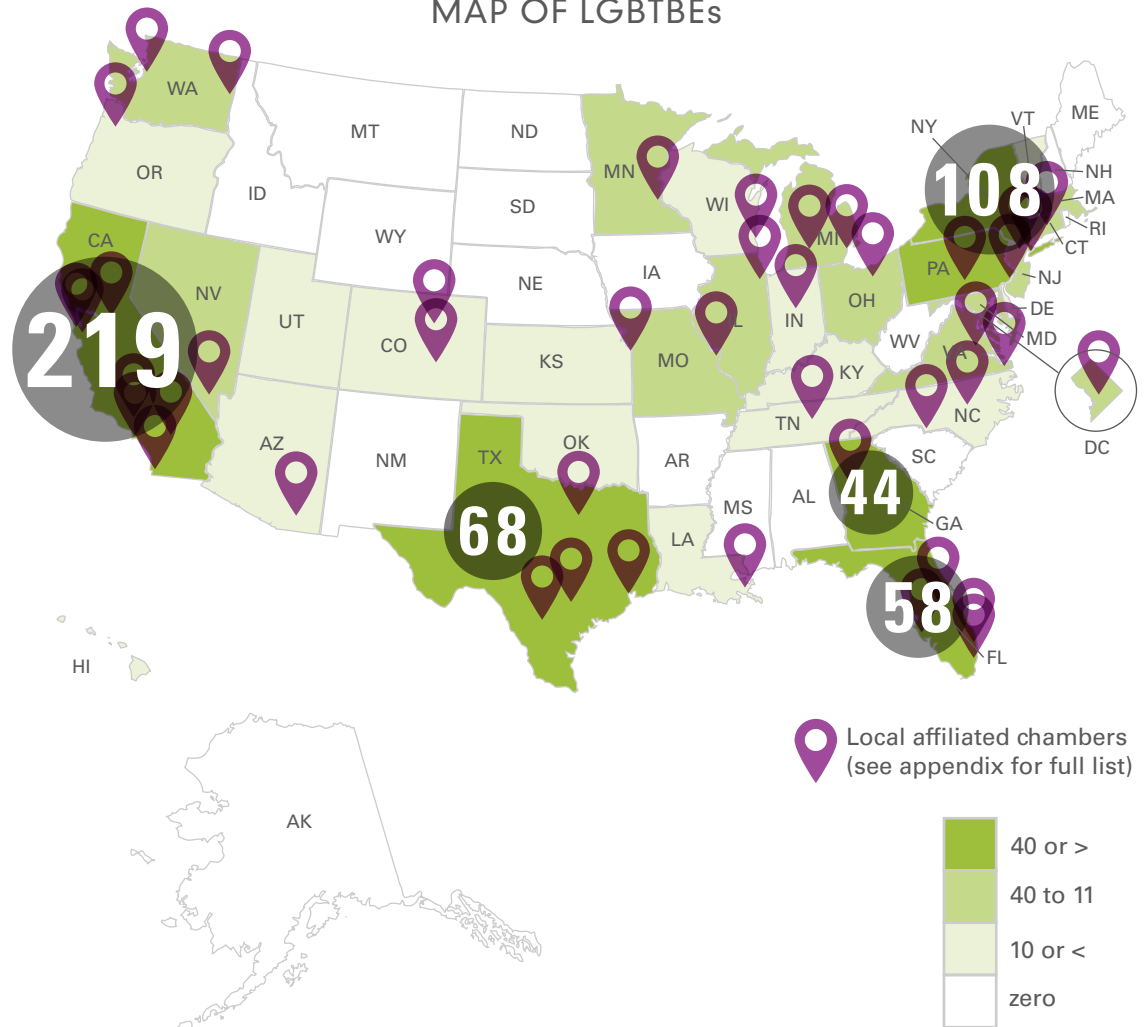 MAP OF LGBTBEs
WA
MT
ND
MN
VT
ME
NY
OR
ID
SD
WI
108
NH
MA
RI
CT
WY
MI
CA
IA
PA
NJ
NE
NV
OH
DE
219
UT
IN
MD
CO
IL
WV
VA
KS
MO
KY
DC
NC
AZ
OK
TN
NM
TX
AR
SC
44
MS
AL
GA
68
LA
58
FL
HI
Local affiliated chambers
(see appendix for full list)
AK
40 or >
40 to 11
10 or <
zero